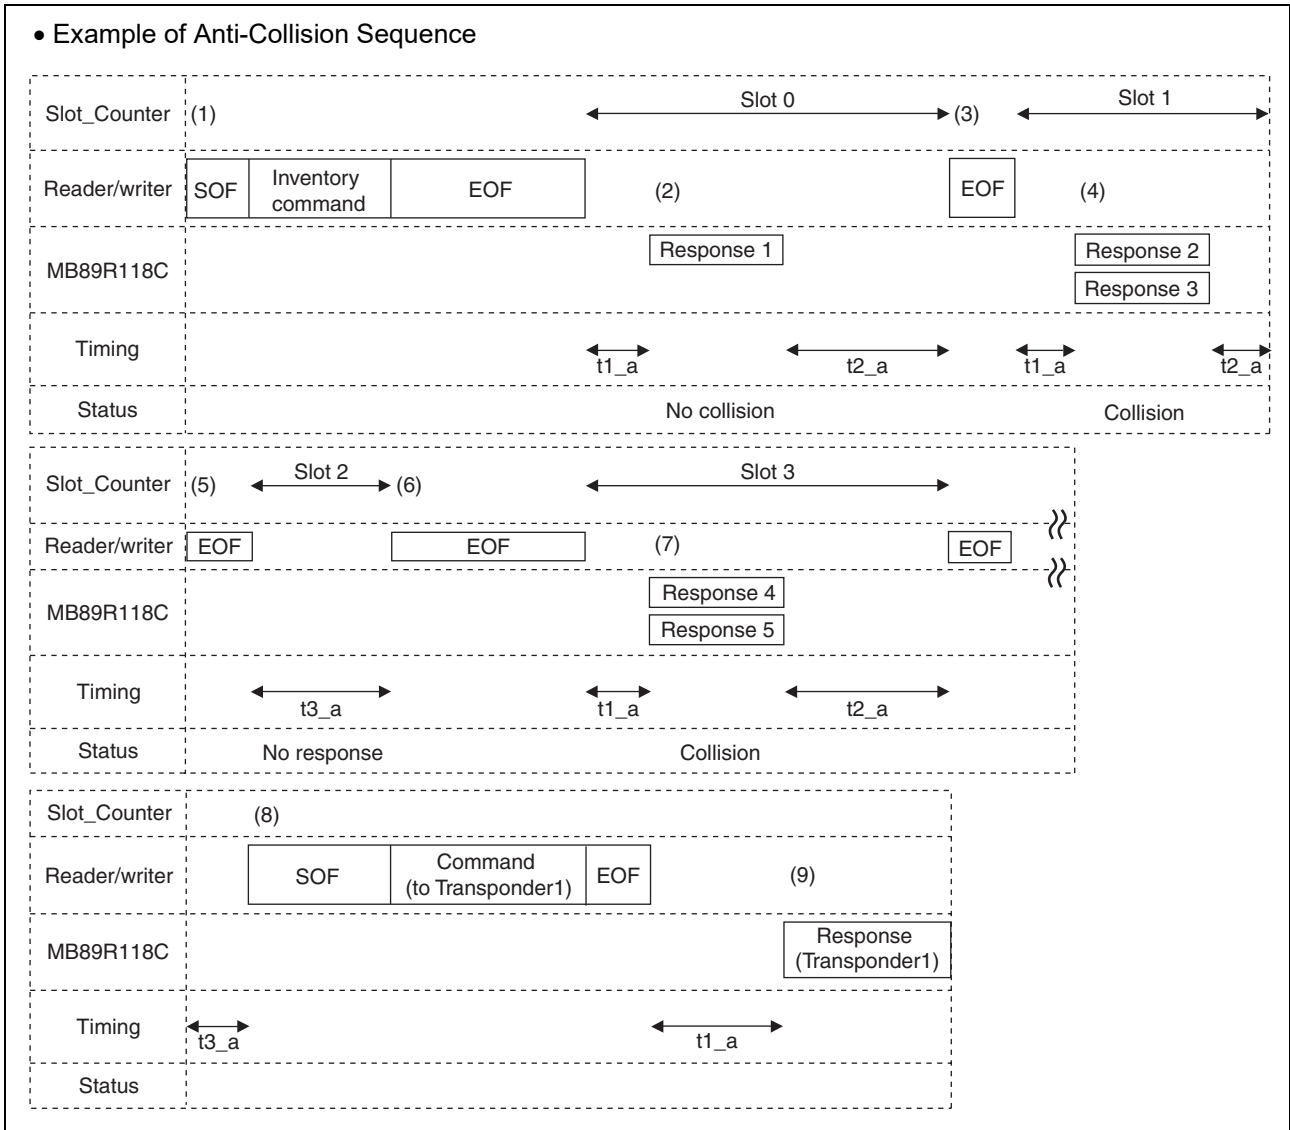 • Example of Anti-Collision Sequence
Slot_Counter (1) Slot 0 (3) Slot 1
Reader/writer SOF Inventory command EOF (2) EOF (4)
MB89R118C Response 1 Response 2
Response 3
Timing t1_a t2_a t1_a t2_a
Status No collision Collision
Slot_Counter (5) Slot 2 (6) Slot 3
Reader/writer EOF EOF (7) EOF
MB89R118C Response 4
Response 5
Timing t3_a t1_a t2_a
Status No response Collision
Slot_Counter (8)
Reader/writer SOF Command (to Transponder1) EOF (9)
MB89R118C Response (Transponder1)
Timing t3_a t1_a
Status